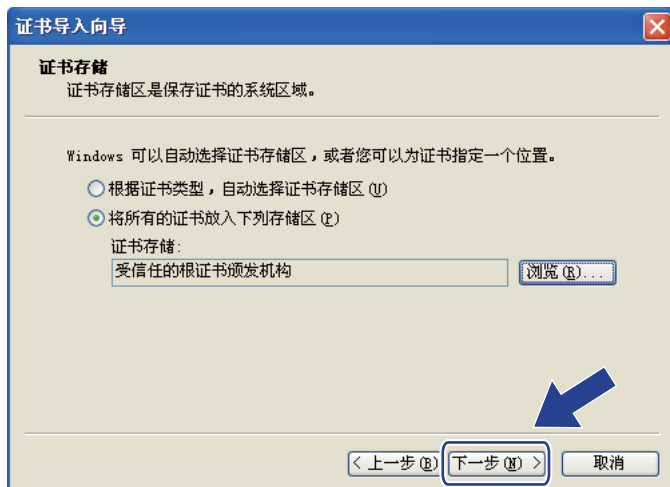 证书导入向导
证书存储
证书存储区是保存证书的系统区域。
Windows 可以自动选择证书存储区，或者您可以为证书指定一个位置。
根据证书类型，自动选择证书存储区(U)
将所有的证书放入下列存储区(P)
证书存储:
受信任的根证书颁发机构 浏览(R)...
< 上一步(B) 下一步(N) > 取消